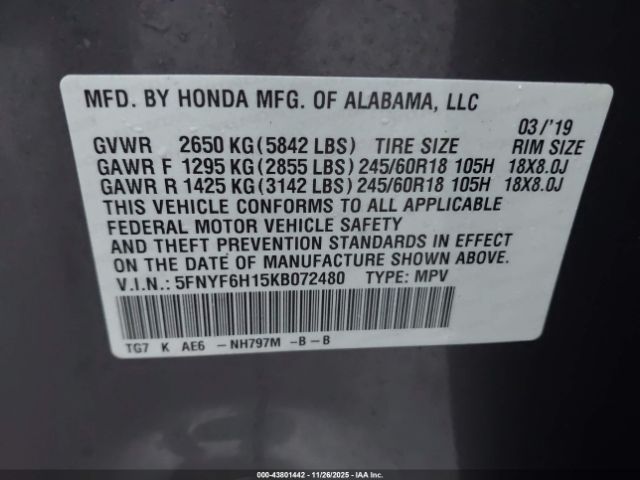 MFD. BY HONDA MFG. OF ALABAMA, LLC
03/'19
GVWR 2650 KG(5842 LBS) TIRE SIZE RIM SIZE
GAWR F 1295 KG(2855 LBS) 245/60R18 105H 18X8.0J
GAWR R 1425 KG(3142 LBS) 245/60R18 105H 18X8.0J
THIS VEHICLE CONFORMS TO ALL APPLICABLE
FEDERAL MOTOR VEHICLE SAFETY
AND THEFT PREVENTION STANDARDS IN EFFECT
ON THE DATE OF MANUFACTURE SHOWN ABOVE.
V.I.N.: 5FNYF6H15KB072480 TYPE: MPV
TG7 K AE6 -NH797M -B-B
000-43801442 - 11/26/2025 - IAAI.COM